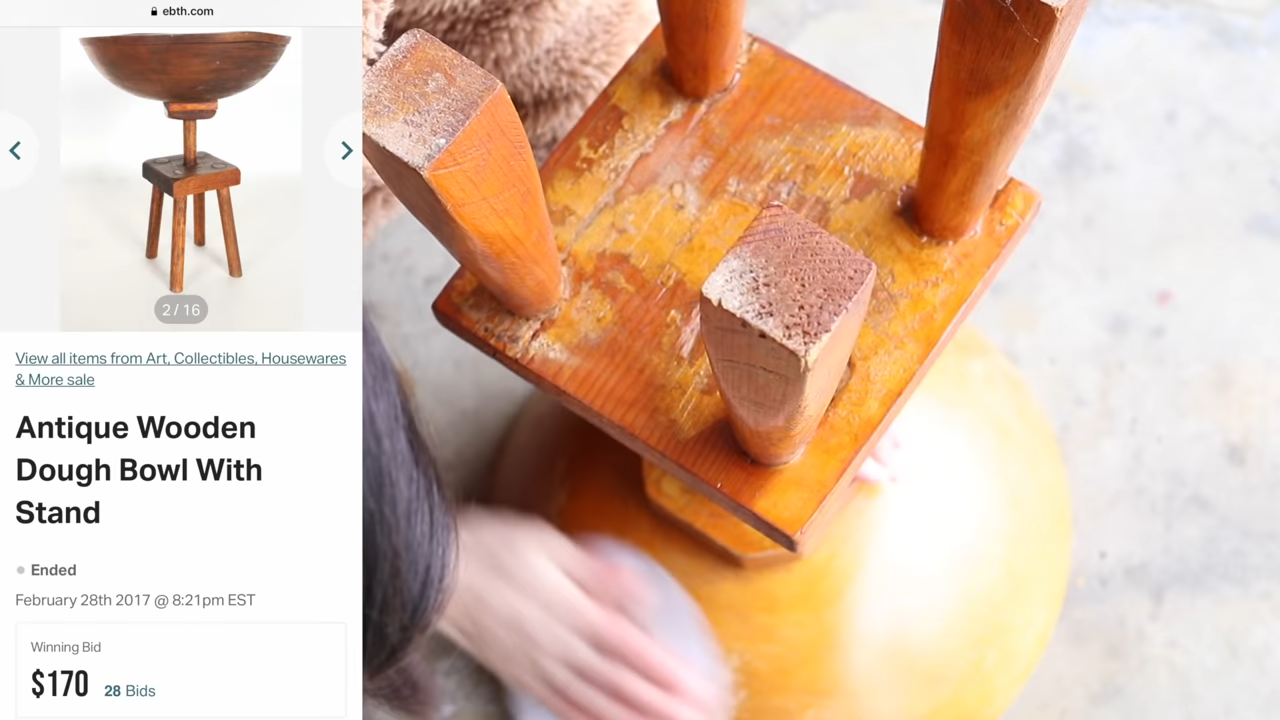 ebth.com
2 / 16
View all items from Art, Collectibles, Housewares
& More sale
Antique Wooden
Dough Bowl With
Stand
Ended
February 28th 2017 @ 8:21pm EST
Winning Bid
$170 28 Bids